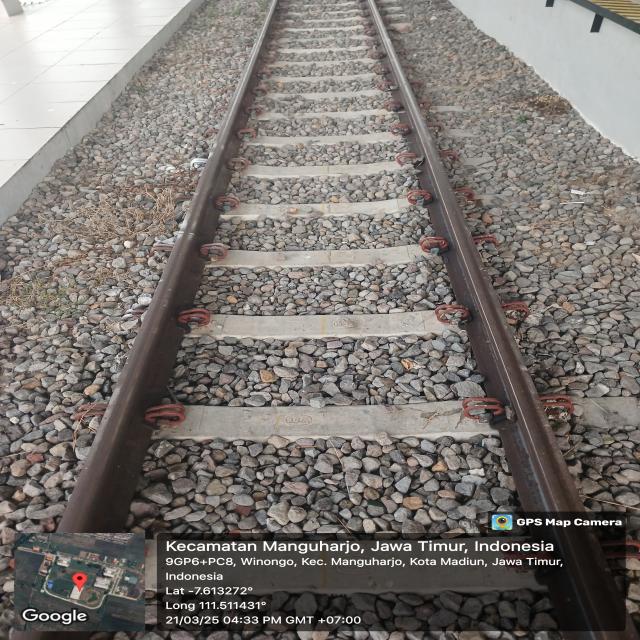 GPS Map Camera
Kecamatan Manguharjo, Jawa Timur, Indonesia
9GP6+PC8, Winongo, Kec. Manguharjo, Kota Madiun, Jawa Timur,
Indonesia
Lat -7.613272°
Long 111.511431°
21/03/25 04:33 PM GMT +07:00
Google